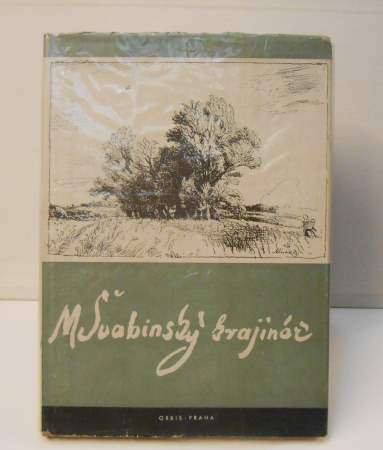 M Švabinský krajinář
ORBIS-PRAHA